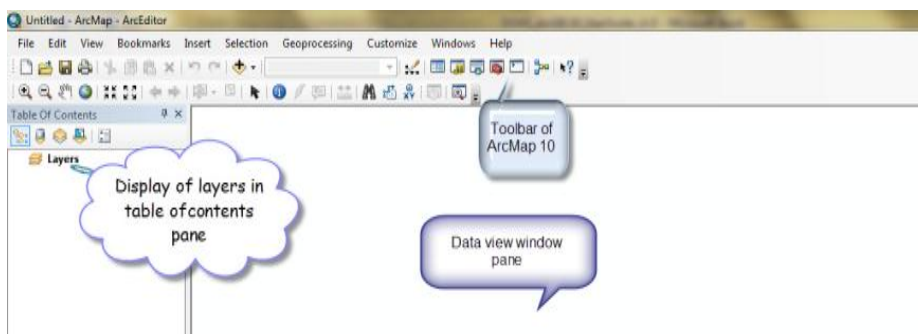 Untitled - ArcMap - ArcEditor
File Edit View Bookmarks Insert Selection Geoprocessing Customize Windows Help
Table Of Contents
Layers
Toolbar of
ArcMap 10
Display of layers in
table ofcontents
pane
Data view window
pane